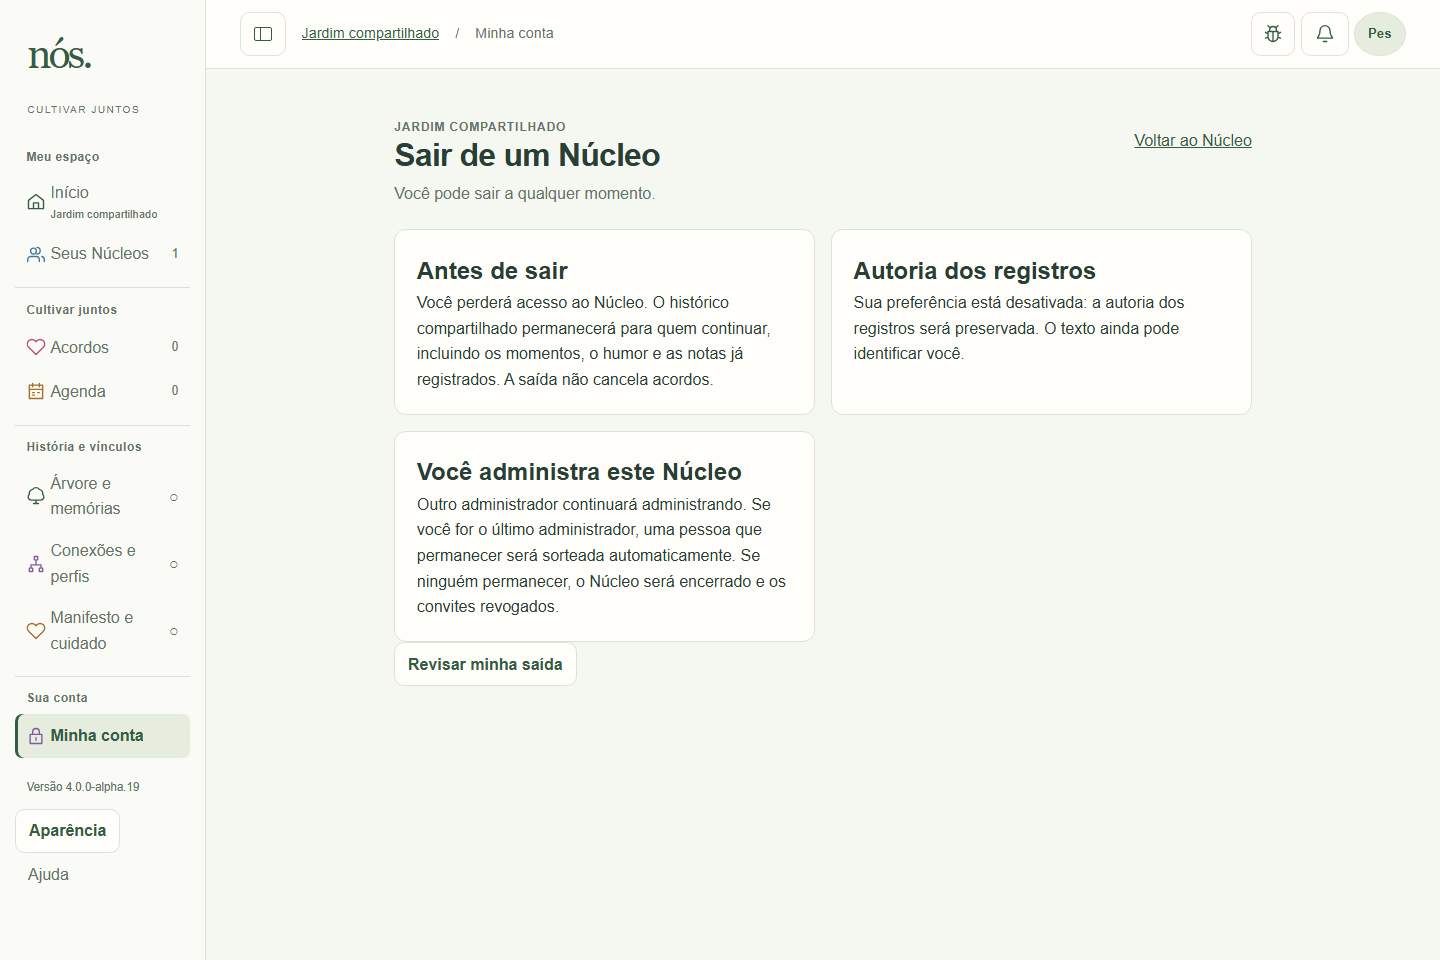 nós.
CULTIVAR JUNTOS
Meu espaço
Início
Jardim compartilhado
Seus Núcleos 1
Cultivar juntos
Acordos 0
Agenda 0
História e vínculos
Árvore e
memórias
Conexões e
perfis
Manifesto e
cuidado
Sua conta
Minha conta
Versão 4.0.0-alpha.19
Aparência
Ajuda
Jardim compartilhado / Minha conta
Pes
JARDIM COMPARTILHADO
Sair de um Núcleo
Você pode sair a qualquer momento.
Voltar ao Núcleo
Antes de sair
Você perderá acesso ao Núcleo. O histórico
compartilhado permanecerá para quem continuar,
incluindo os momentos, o humor e as notas já
registrados. A saída não cancela acordos.
Autoria dos registros
Sua preferência está desativada: a autoria dos
registros será preservada. O texto ainda pode
identificar você.
Você administra este Núcleo
Outro administrador continuará administrando. Se
você for o último administrador, uma pessoa que
permanecer será sorteada automaticamente. Se
ninguém permanecer, o Núcleo será encerrado e os
convites revogados.
Revisar minha saída